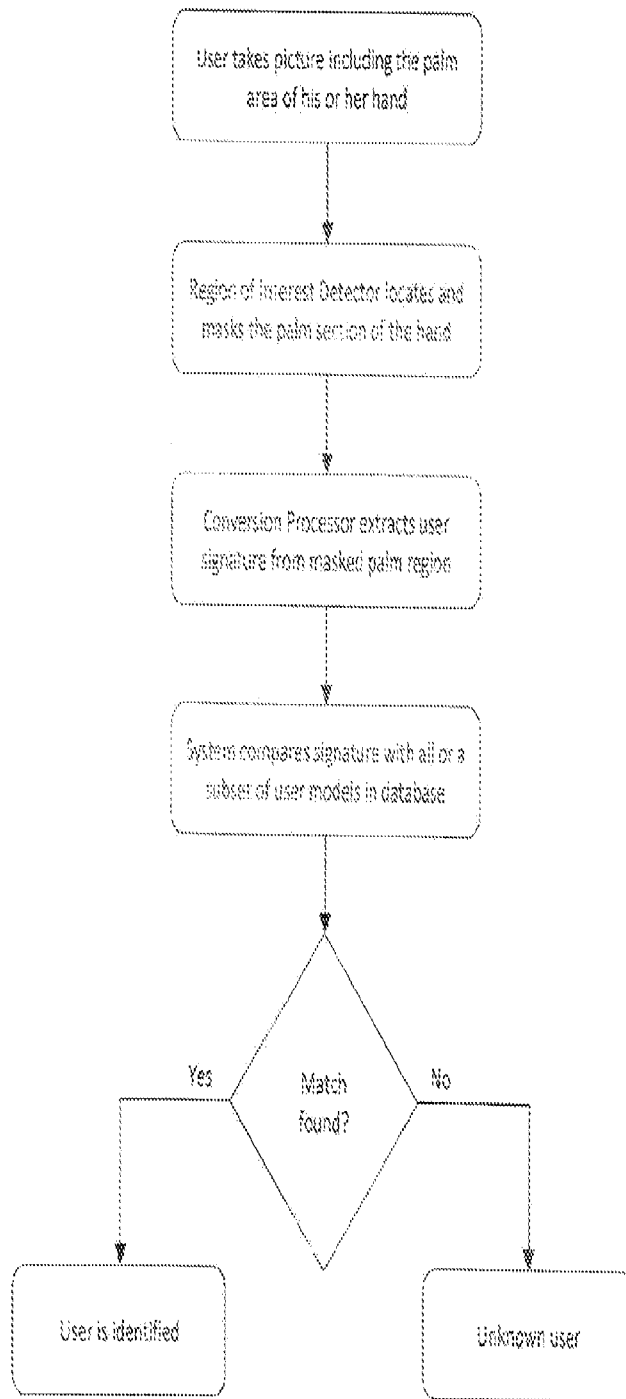 User takes picture including the palm
area of his or her hand
Region of Interest Detector locates and
masks the palm section of the hand
Conversion Processor extracts user
signature from masked palm region
System compares signature with all or a
subset of user models in database
Match
found?
Yes
No
User is identified
Unknown user